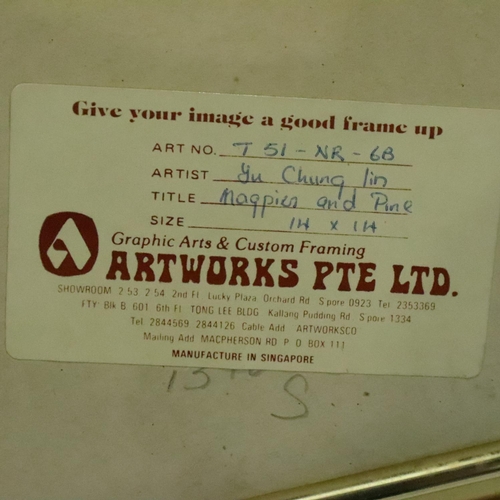 Give your image a good frame up
ART NO. T 51 - NR - 6B
ARTIST Yu Chung lin
TITLE Magpies and Pine
SIZE 14 x 14
Graphic Arts & Custom Framing
ARTWORKS PTE LTD.
SHOWROOM 2 53 2 54 2nd Fl Lucky Plaza Orchard Rd S'pore 0923 Tel 2353369
FTY Blk B 601 6th Fl TONG LEE BLDG Kallang Pudding Rd S'pore 1334
Tel 2844569 2844126 Cable Add ARTWORKSCO
Mailing Add MACPHERSON RD P O BOX 111
MANUFACTURE IN SINGAPORE
S